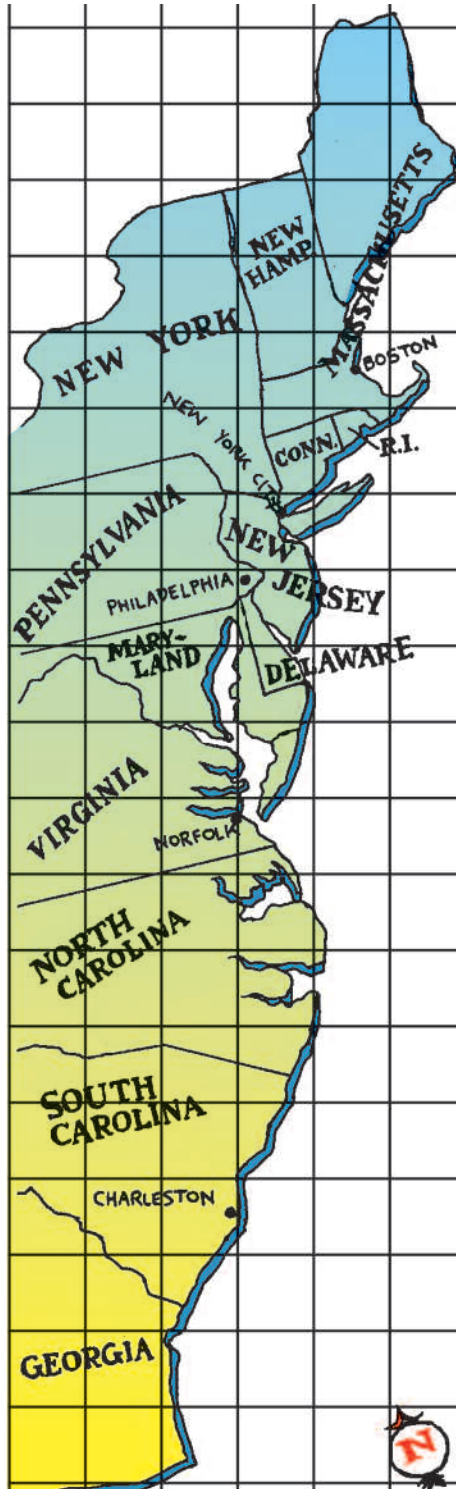 MASSACHUSETTS
NEW
HAMP.
NEW YORK
BOSTON
NEW YORK CITY
CONN.
R.I.
PENNSYLVANIA
NEW
JERSEY
PHILADELPHIA
MARY-
LAND
DELAWARE
VIRGINIA
NORFOLK
NORTH
CAROLINA
SOUTH
CAROLINA
CHARLESTON
GEORGIA
N